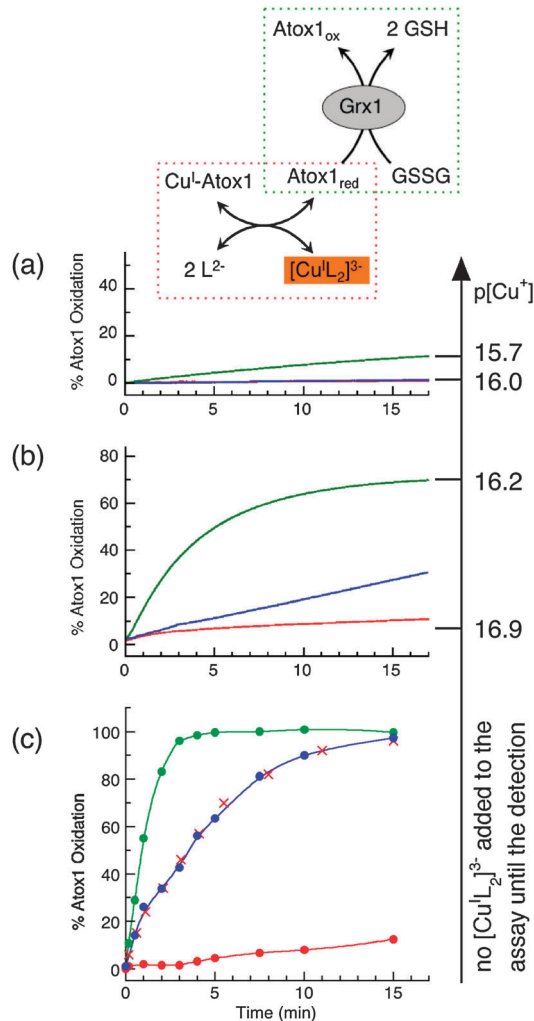 Atox1ox 2 GSH
Grx1
CuI-Atox1 Atox1red GSSG
2 L2- [CuIL2]3-
(a)
p[Cu+]
% Atox1 Oxidation
40
20
0
0 5 10 15
15.7
16.0
(b)
% Atox1 Oxidation
80
60
40
20
0
0 5 10 15
16.2
16.9
(c)
% Atox1 Oxidation
100
80
60
40
20
0
0 5 10 15
Time (min)
no [CuIL2]3- added to the
assay until the detection